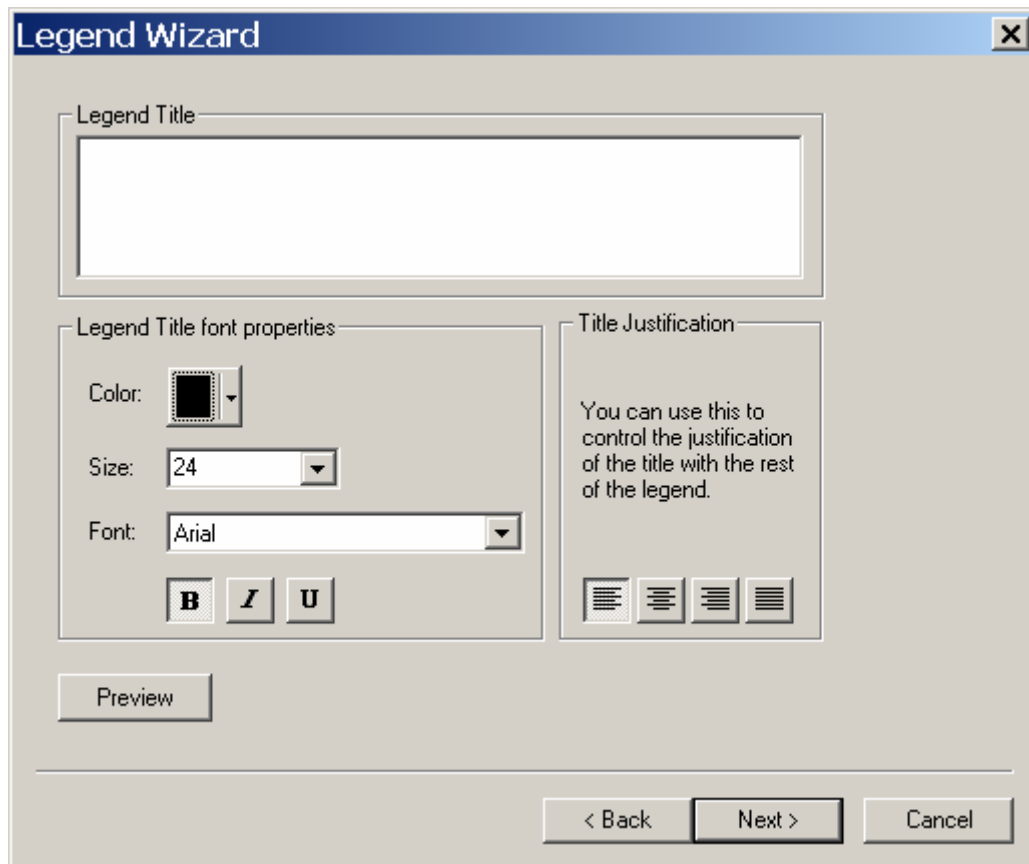 Legend Wizard
Legend Title
Legend Title font properties
Color:
Size: 24
Font: Arial
B I U
Title Justification
You can use this to
control the justification
of the title with the rest
of the legend.
Preview
< Back Next > Cancel